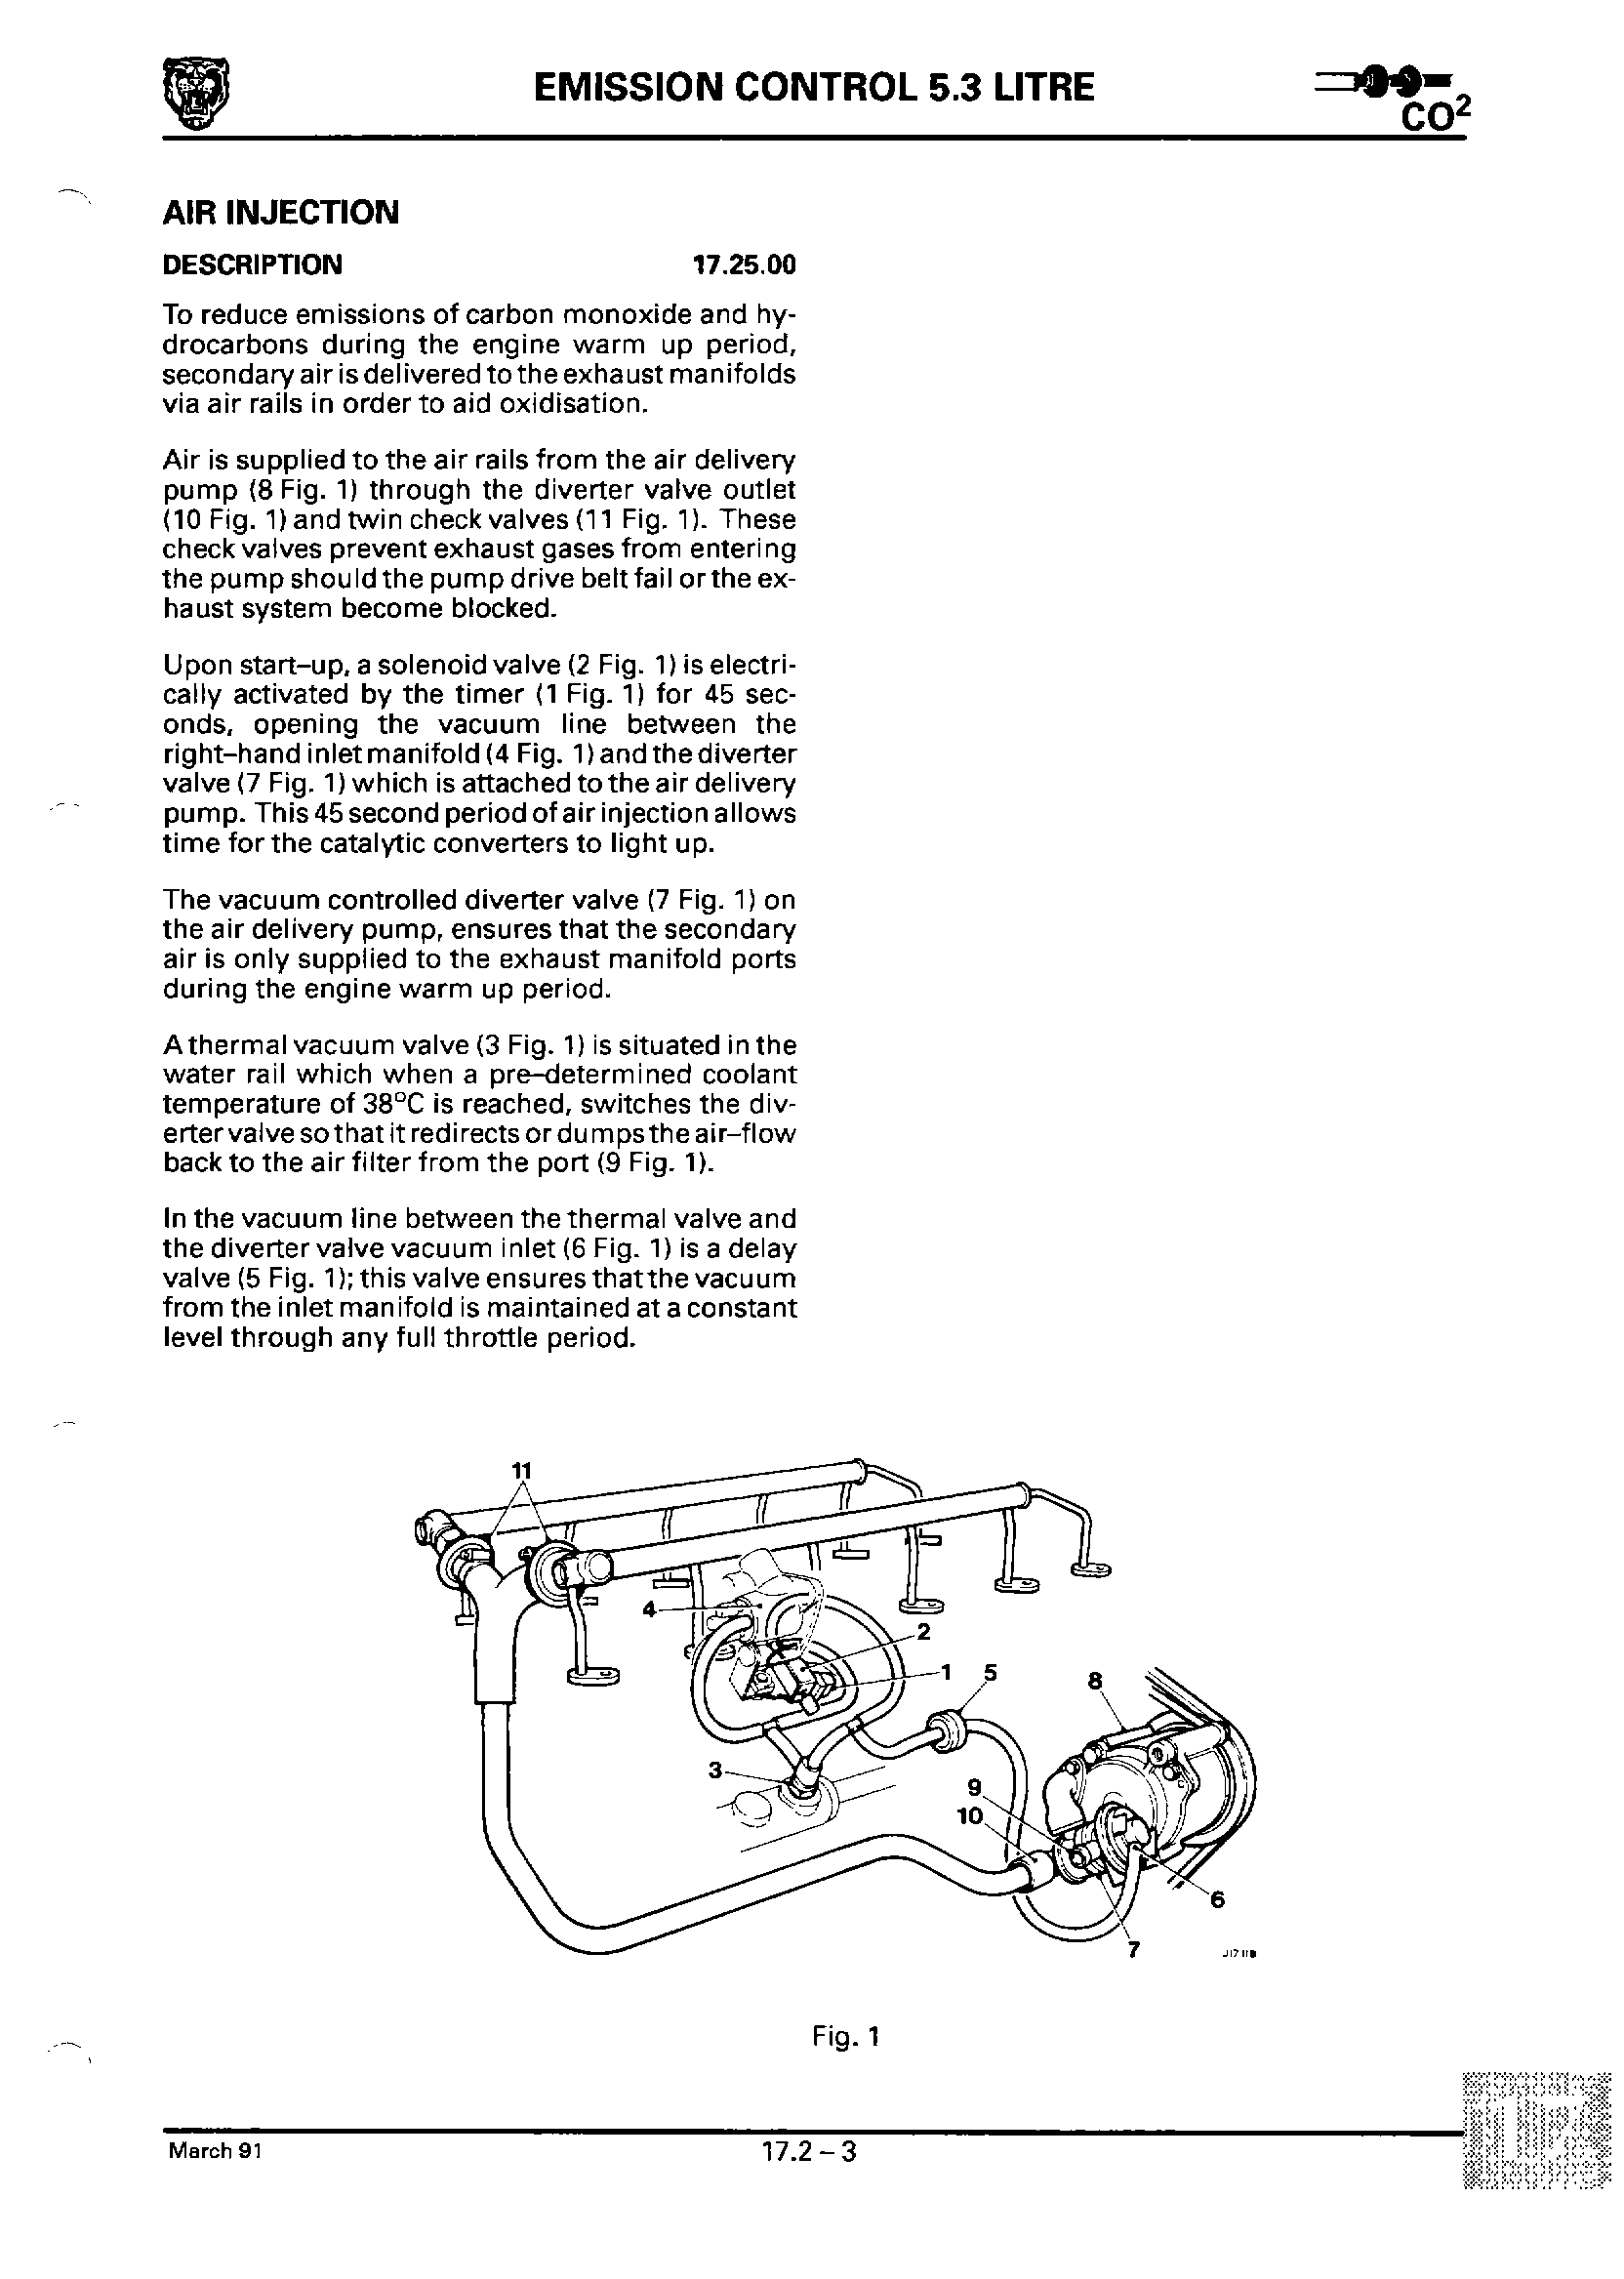 EMISSION CONTROL 5.3 LITRE
CO²
AIR INJECTION
DESCRIPTION 17.25.00
To reduce emissions of carbon monoxide and hy-
drocarbons during the engine warm up period,
secondary air is delivered to the exhaust manifolds
via air rails in order to aid oxidisation.
Air is supplied to the air rails from the air delivery
pump (8 Fig. 1) through the diverter valve outlet
(10 Fig. 1) and twin check valves (11 Fig. 1). These
check valves prevent exhaust gases from entering
the pump should the pump drive belt fail or the ex-
haust system become blocked.
Upon start–up, a solenoid valve (2 Fig. 1) is electri-
cally activated by the timer (1 Fig. 1) for 45 sec-
onds, opening the vacuum line between the
right–hand inlet manifold (4 Fig. 1) and the diverter
valve (7 Fig. 1) which is attached to the air delivery
pump. This 45 second period of air injection allows
time for the catalytic converters to light up.
The vacuum controlled diverter valve (7 Fig. 1) on
the air delivery pump, ensures that the secondary
air is only supplied to the exhaust manifold ports
during the engine warm up period.
A thermal vacuum valve (3 Fig. 1) is situated in the
water rail which when a pre–determined coolant
temperature of 38°C is reached, switches the div-
erter valve so that it redirects or dumps the air–flow
back to the air filter from the port (9 Fig. 1).
In the vacuum line between the thermal valve and
the diverter valve vacuum inlet (6 Fig. 1) is a delay
valve (5 Fig. 1); this valve ensures that the vacuum
from the inlet manifold is maintained at a constant
level through any full throttle period.
11
4
2
1
5
8
3
9
10
6
7
Fig. 1
March 91
17.2 – 3